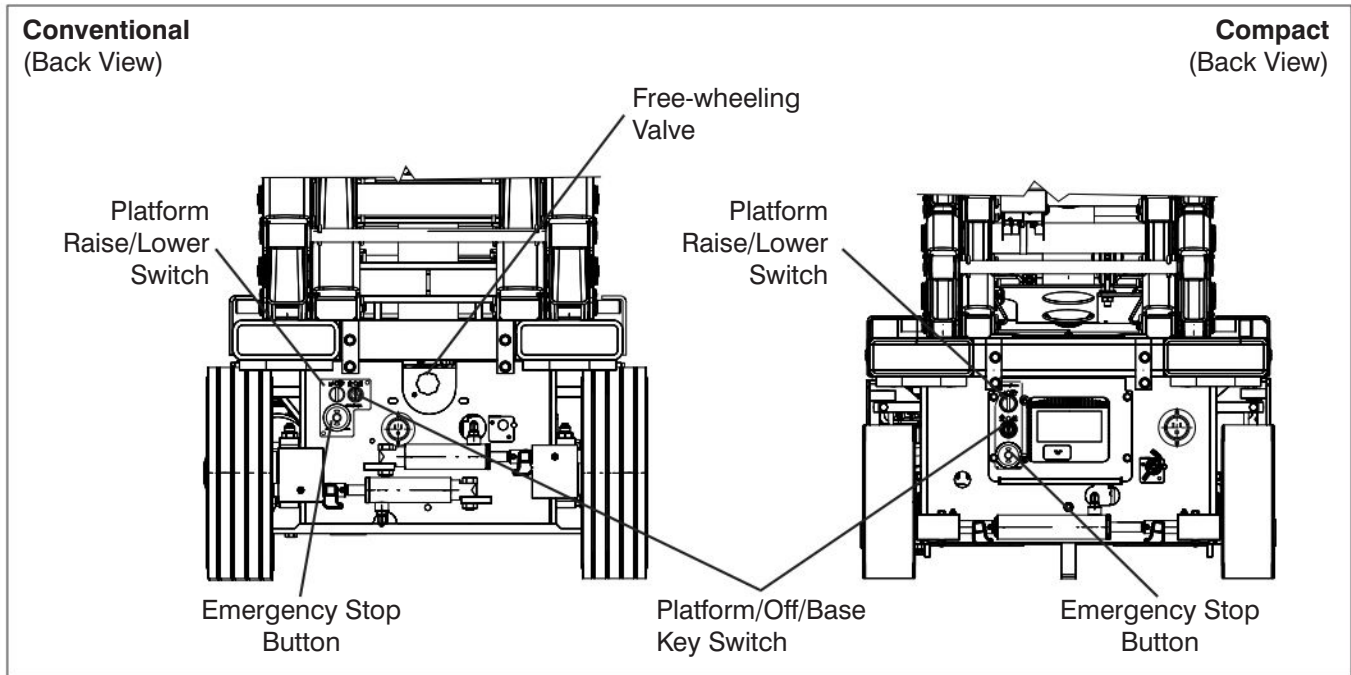 Conventional
(Back View)
Compact
(Back View)
Free-wheeling
Valve
Platform
Raise/Lower
Switch
Platform
Raise/Lower
Switch
Emergency Stop
Button
Platform/Off/Base
Key Switch
Emergency Stop
Button